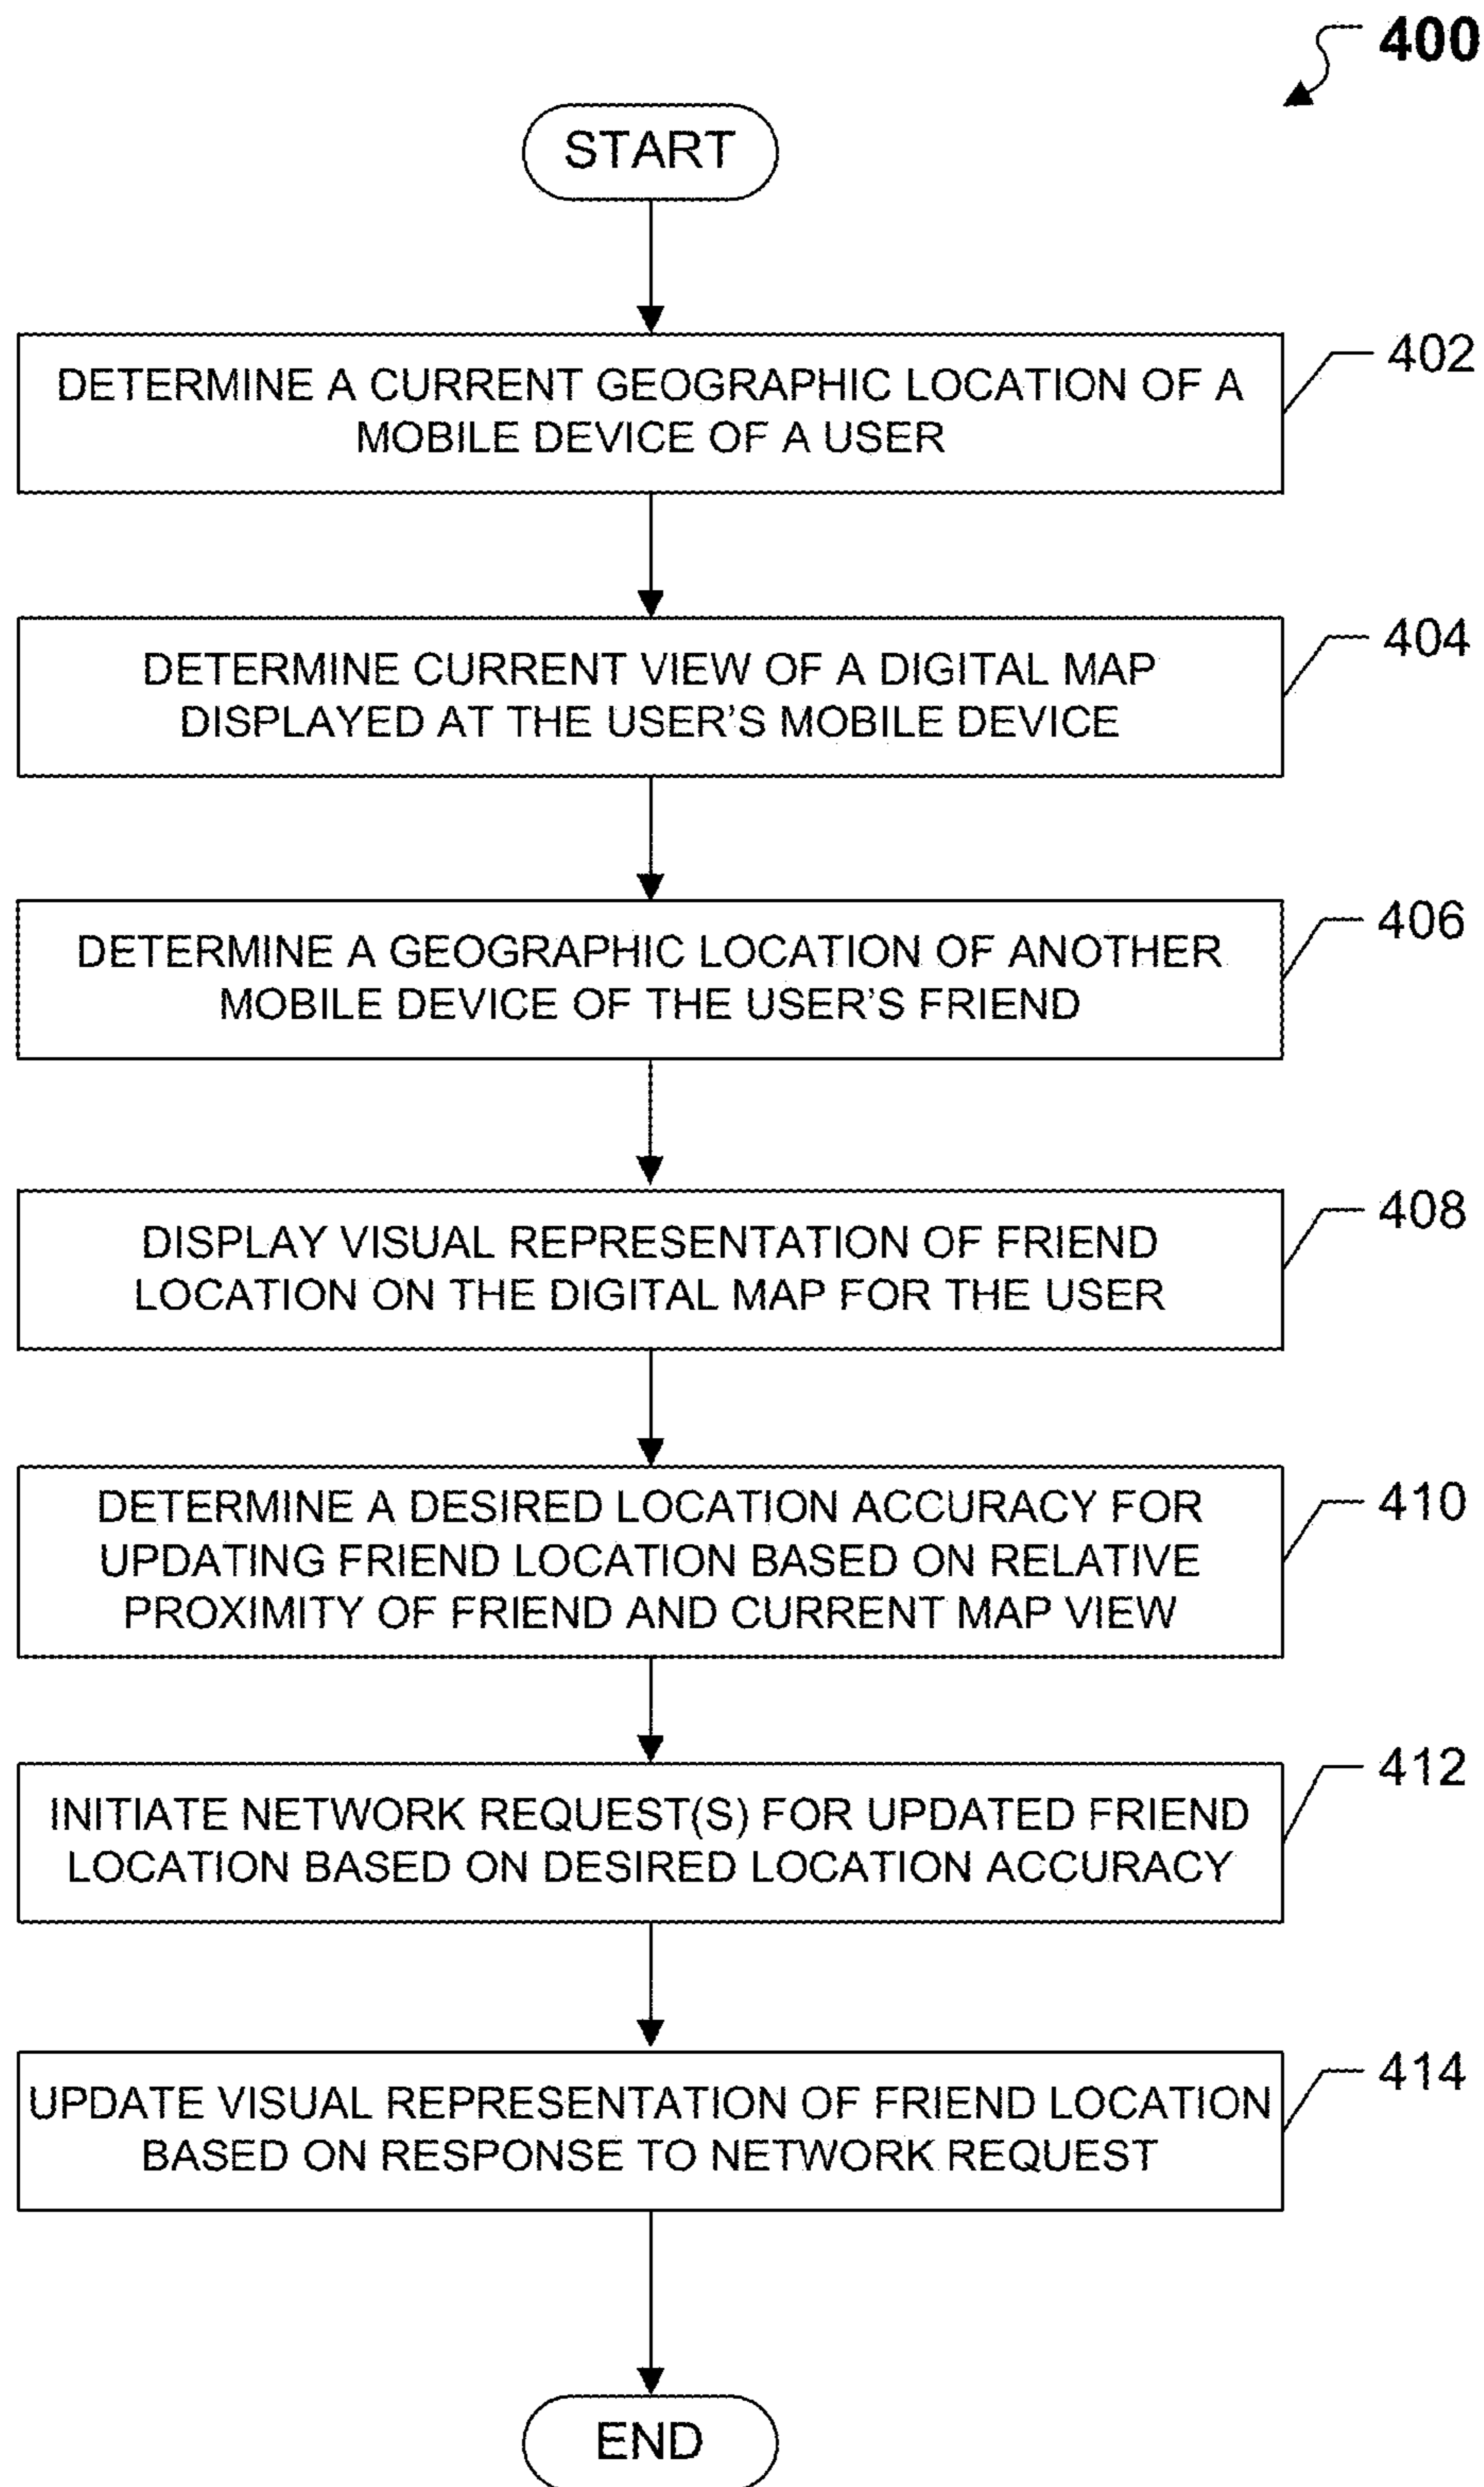 400
START
DETERMINE A CURRENT GEOGRAPHIC LOCATION OF A
MOBILE DEVICE OF A USER
402
DETERMINE CURRENT VIEW OF A DIGITAL MAP
DISPLAYED AT THE USER'S MOBILE DEVICE
404
DETERMINE A GEOGRAPHIC LOCATION OF ANOTHER
MOBILE DEVICE OF THE USER'S FRIEND
406
DISPLAY VISUAL REPRESENTATION OF FRIEND
LOCATION ON THE DIGITAL MAP FOR THE USER
408
DETERMINE A DESIRED LOCATION ACCURACY FOR
UPDATING FRIEND LOCATION BASED ON RELATIVE
PROXIMITY OF FRIEND AND CURRENT MAP VIEW
410
INITIATE NETWORK REQUEST(S) FOR UPDATED FRIEND
LOCATION BASED ON DESIRED LOCATION ACCURACY
412
UPDATE VISUAL REPRESENTATION OF FRIEND LOCATION
BASED ON RESPONSE TO NETWORK REQUEST
414
END